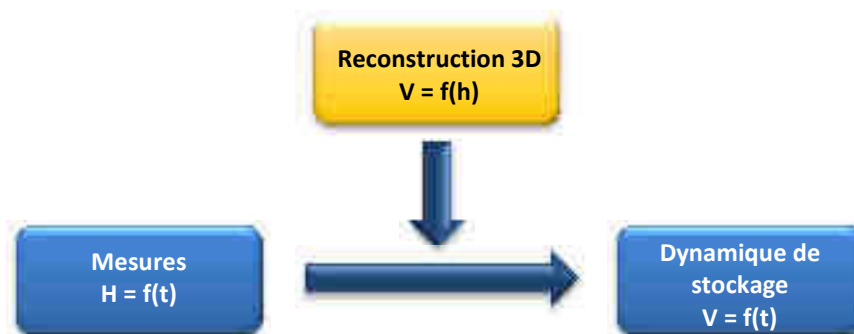 Reconstruction 3D
V = f(h)
Mesures
H = f(t)
Dynamique de
stockage
V = f(t)